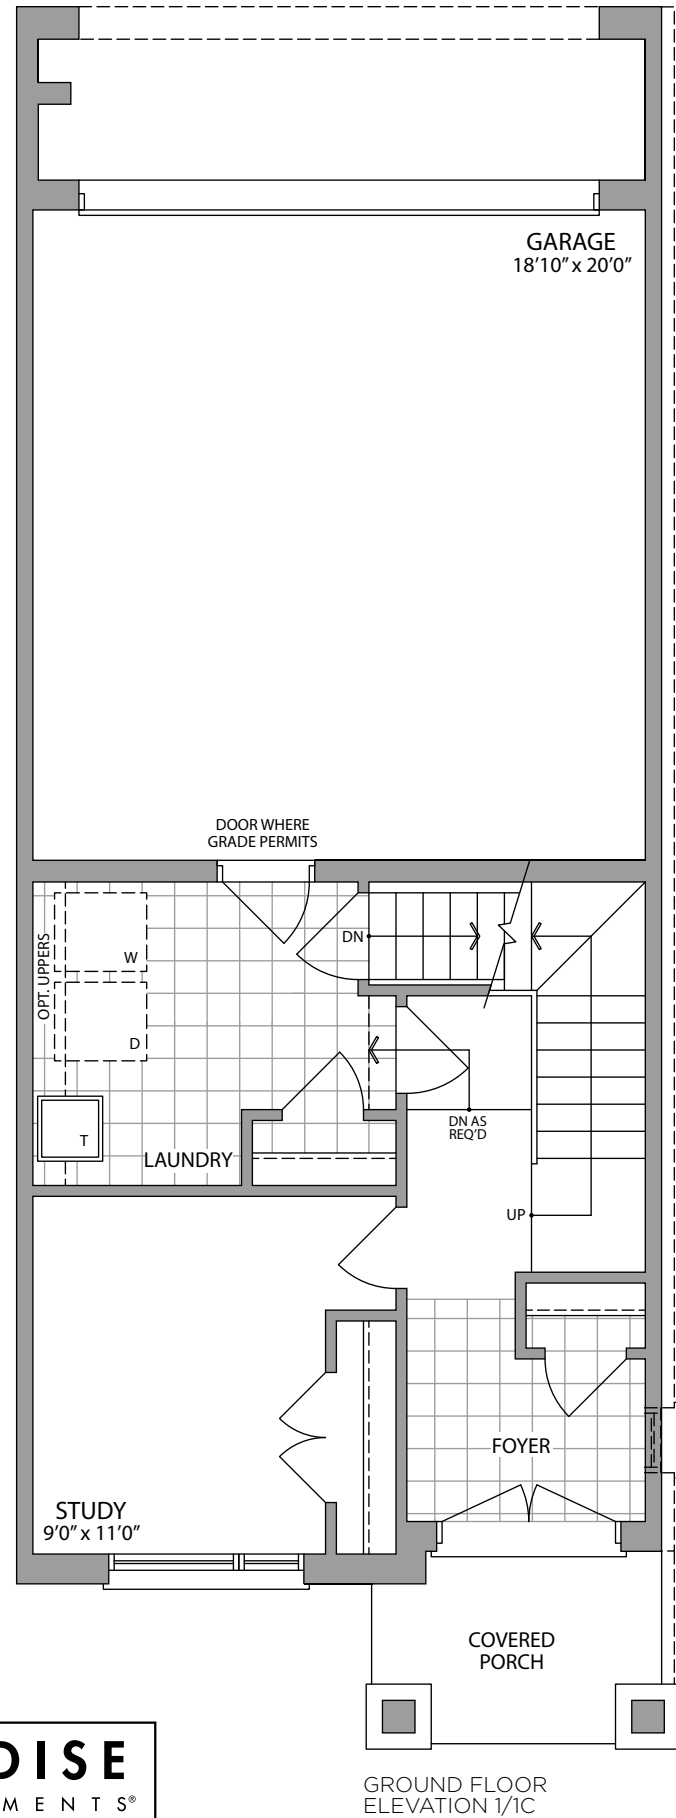 GARAGE
18'10" x 20'0"
DOOR WHERE
GRADE PERMITS
OPT. UPPERS
W
D
T
LAUNDRY
DN
DN AS
REQ'D
UP
FOYER
STUDY
9'0" x 11'0"
COVERED
PORCH
DISE
MENTS®
GROUND FLOOR
ELEVATION 1/1C